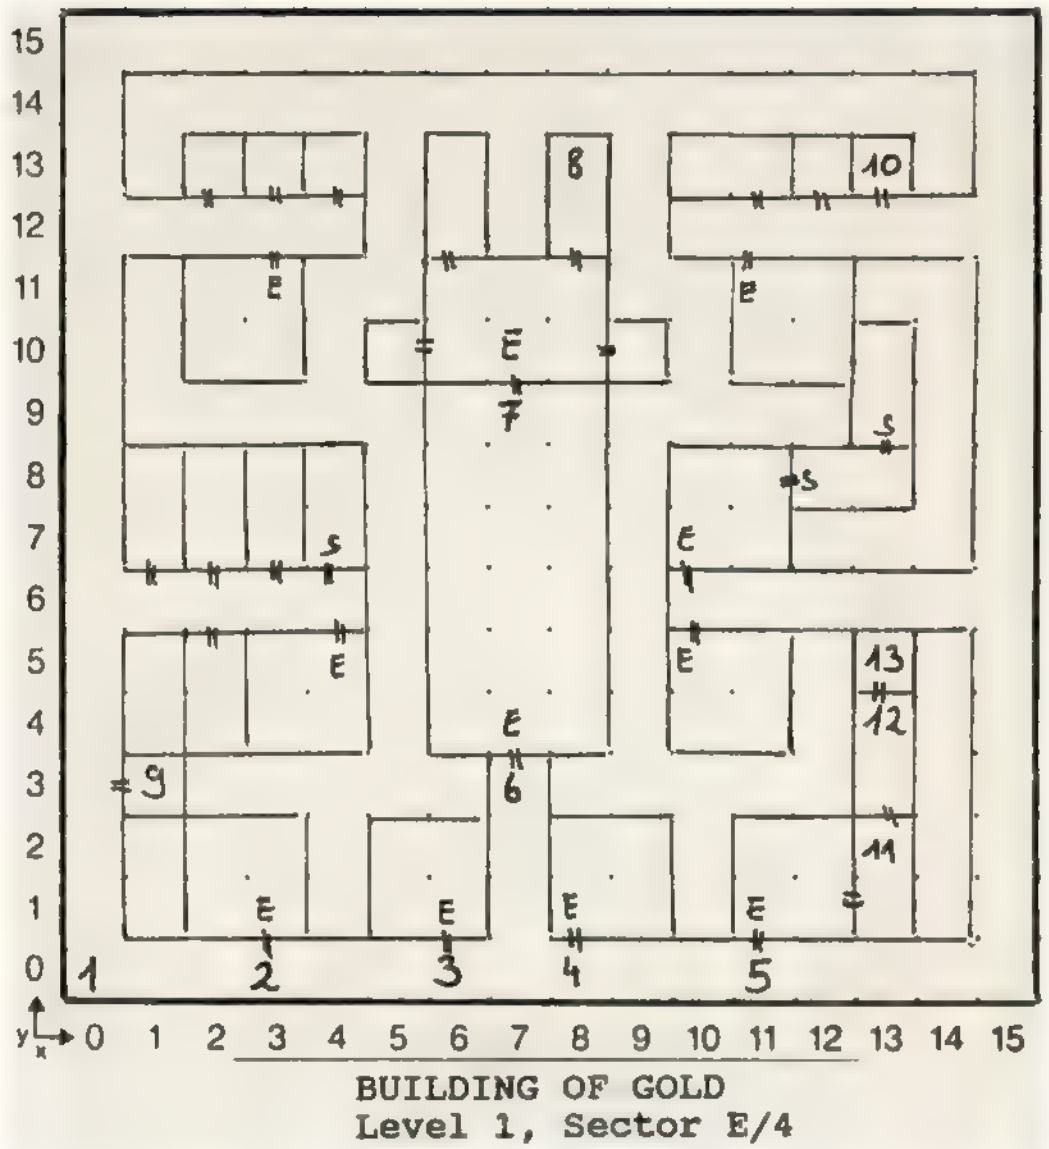 15
14
13 8 10
12
11 E E
10 E
9 7
8 S S
7 S E
6
5 E E 13
4 E 12
3 9 6
2 11
1 E E E E
0 1 2 3 4 5
y x 0 1 2 3 4 5 6 7 8 9 10 11 12 13 14 15
BUILDING OF GOLD
Level 1, Sector E/4